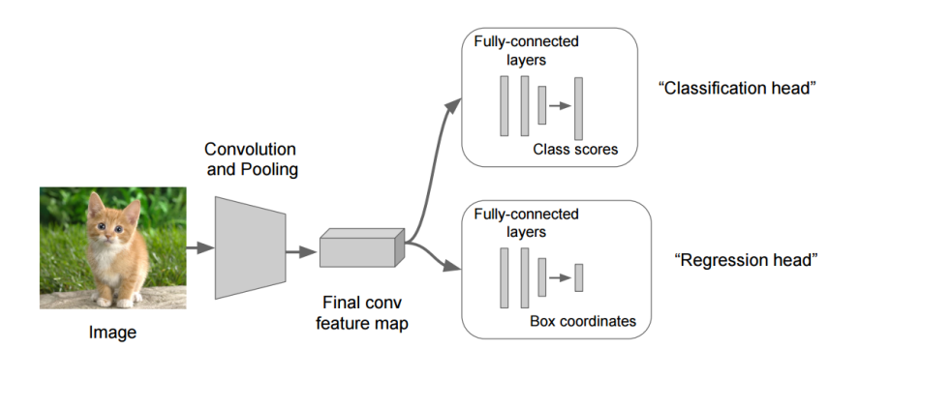 Fully-connected
layers
“Classification head”
Class scores
Convolution
and Pooling
Fully-connected
layers
“Regression head”
Final conv
feature map
Box coordinates
Image